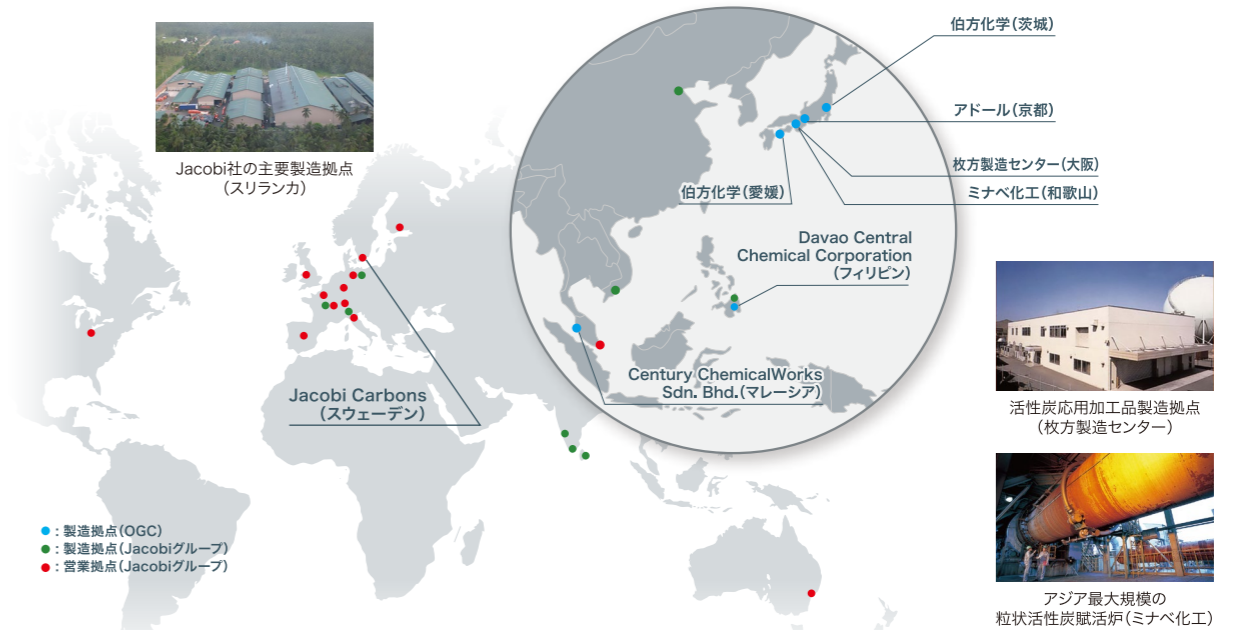 Jacobi社の主要製造拠点
（スリランカ）
伯方化学（茨城）
アドール（京都）
枚方製造センター（大阪）
ミナベ化工（和歌山）
伯方化学（愛媛）
Davao Central
Chemical Corporation
（フィリピン）
Century ChemicalWorks
Sdn. Bhd.（マレーシア）
Jacobi Carbons
（スウェーデン）
活性炭応用加工品製造拠点
（枚方製造センター）
アジア最大規模の
粒状活性炭賦活炉（ミナベ化工）
：製造拠点（OGC）
：製造拠点（Jacobiグループ）
：営業拠点（Jacobiグループ）